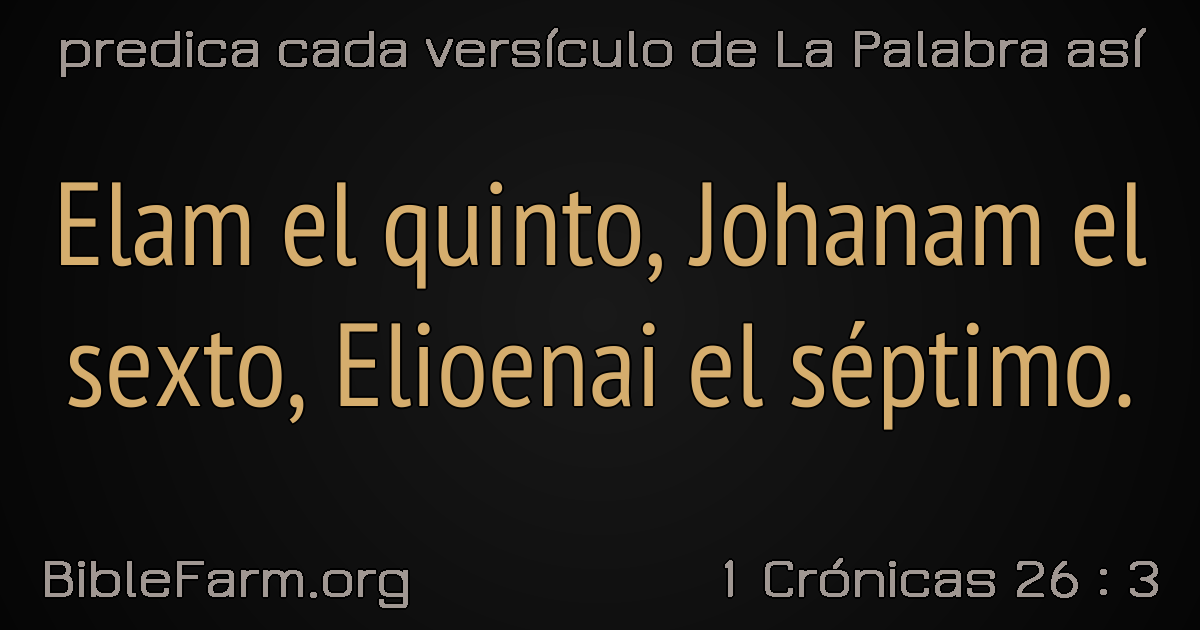 predica cada versículo de La Palabra así
Elam el quinto, Johanam el
sexto, Elioenai el séptimo.
BibleFarm.org
1 Crónicas 26 : 3